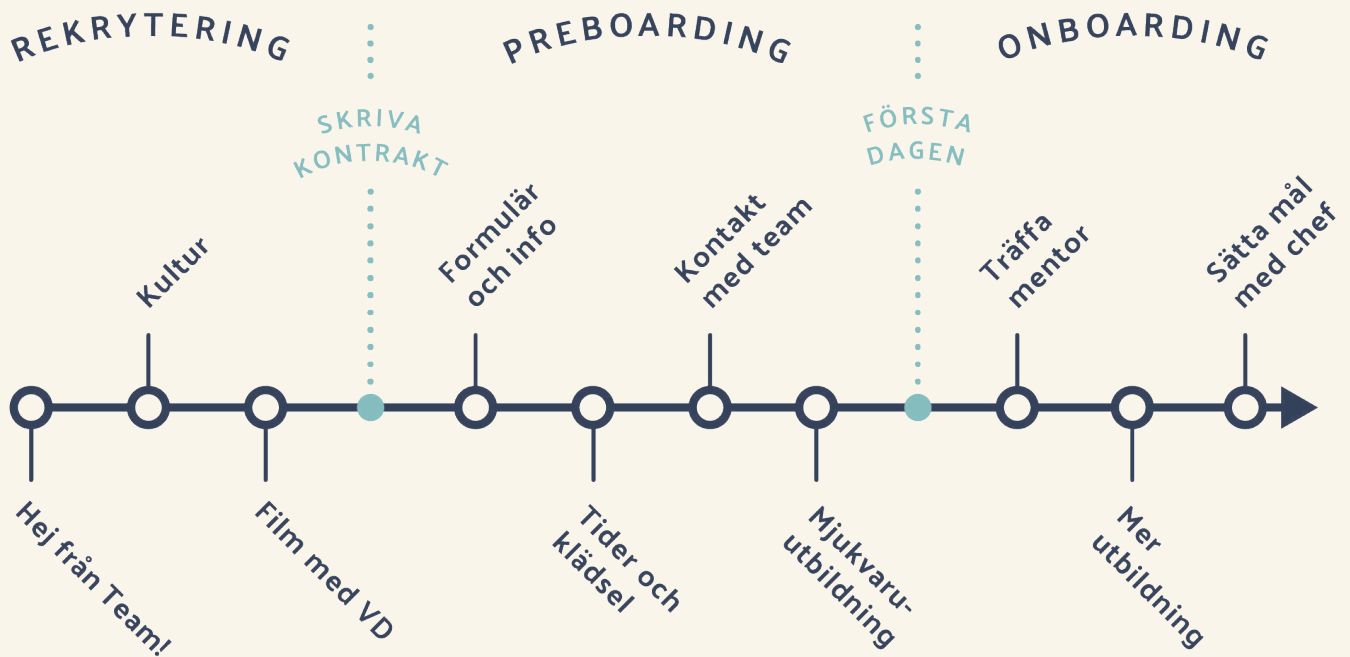 REKRYTERING
PREBOARDING
ONBOARDING
SKRIVA
KONTRAKT
FÖRSTA
DAGEN
Kultur
Formulär
och info
Kontakt
med team
Träffa
mentor
Sätta mål
med chef
Hej från Team!
Film med VD
Tider och
klädsel
Mjukvaru-
utbildning
Mer
utbildning